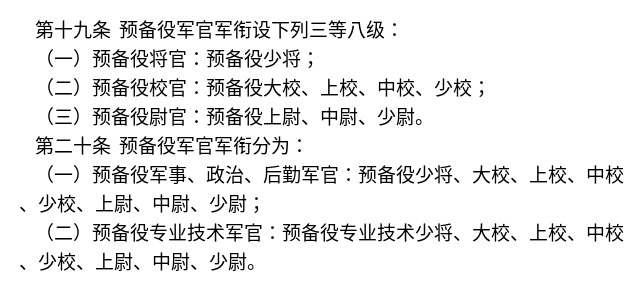 第十九条 预备役军官军衔设下列三等八级：
（一）预备役将官：预备役少将；
（二）预备役校官：预备役大校、上校、中校、少校；
（三）预备役尉官：预备役上尉、中尉、少尉。
第二十条 预备役军官军衔分为：
（一）预备役军事、政治、后勤军官：预备役少将、大校、上校、中校
、少校、上尉、中尉、少尉；
（二）预备役专业技术军官：预备役专业技术少将、大校、上校、中校
、少校、上尉、中尉、少尉。